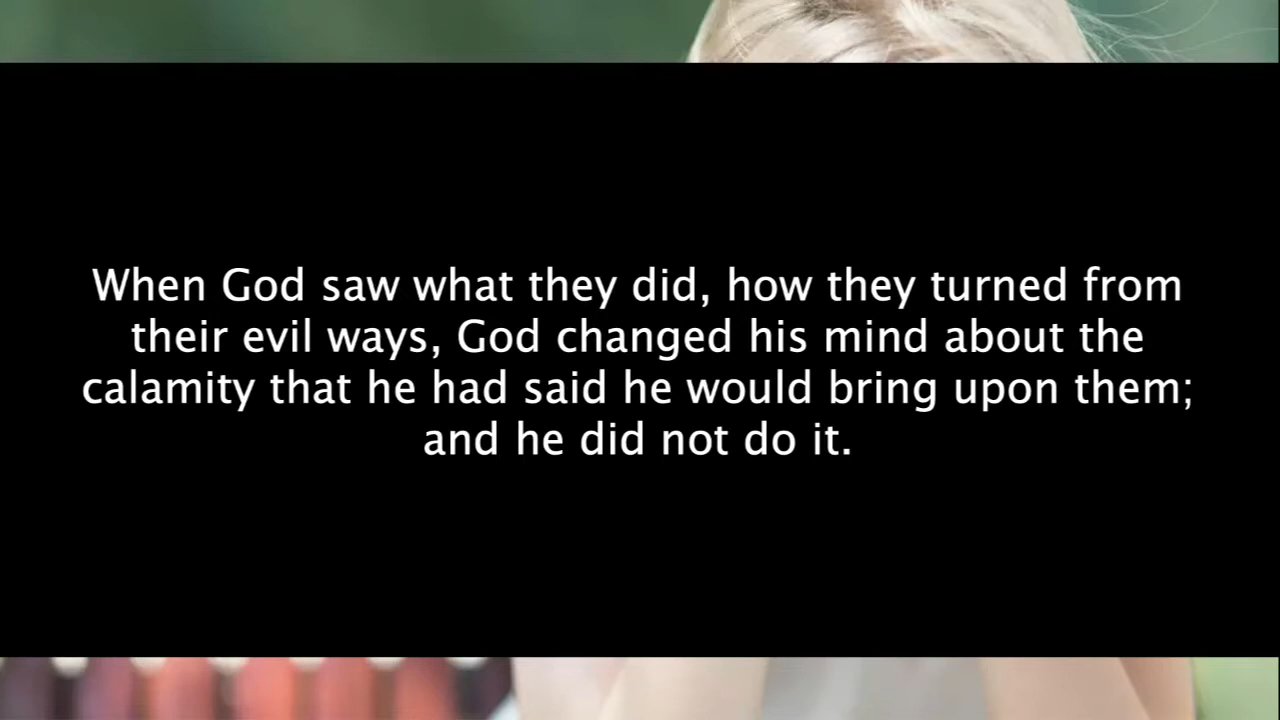 When God saw what they did, how they turned from
their evil ways, God changed his mind about the
calamity that he had said he would bring upon them;
and he did not do it.